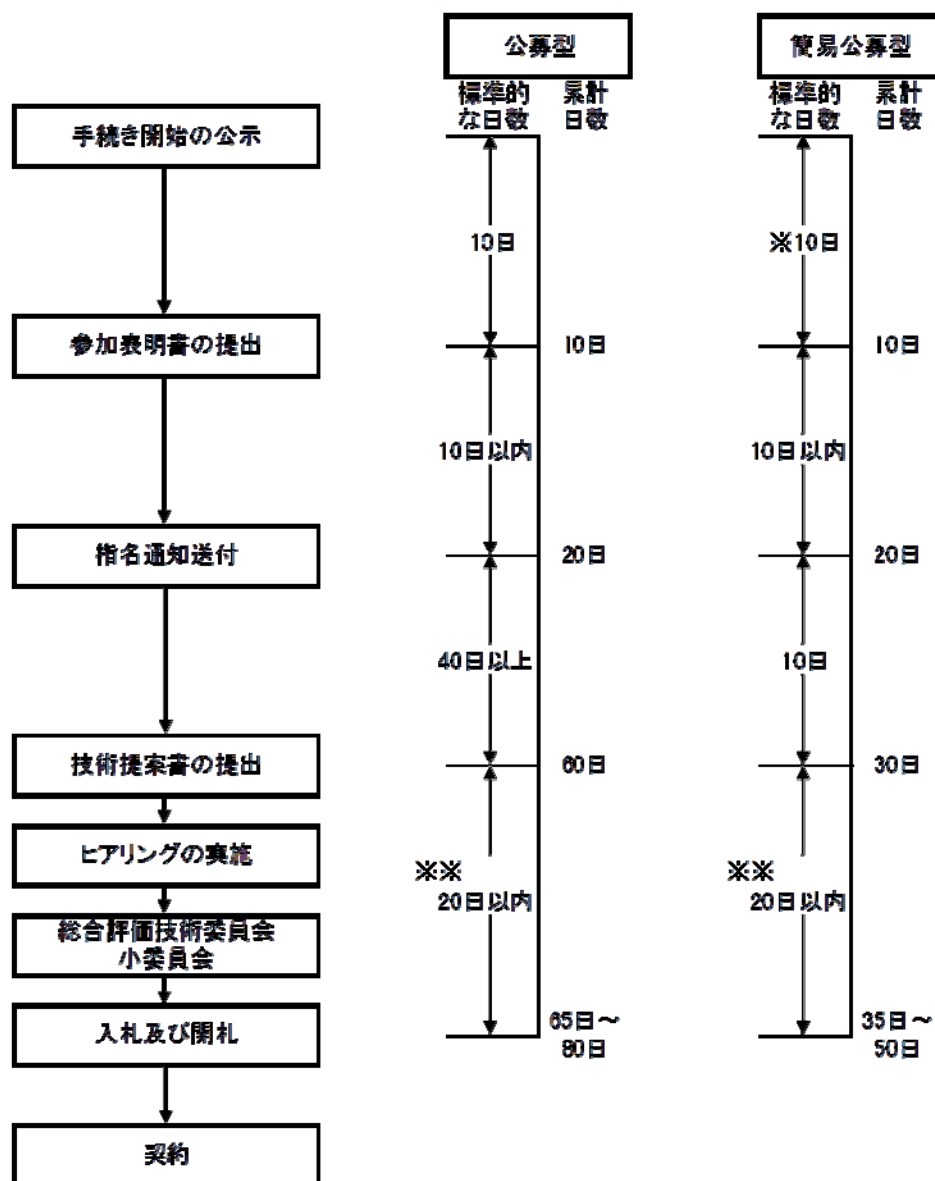 公募型
簡易公募型
標準的
な日数
累計
日数
標準的
な日数
累計
日数
手続き開始の公示
10日
※10日
参加表明書の提出
10日
10日
10日以内
10日以内
指名通知送付
20日
20日
40日以上
10日
技術提案書の提出
60日
30日
ヒアリングの実施
※※
20日以内
※※
20日以内
総合評価技術委員会
小委員会
入札及び開札
65日～
80日
35日～
50日
契約